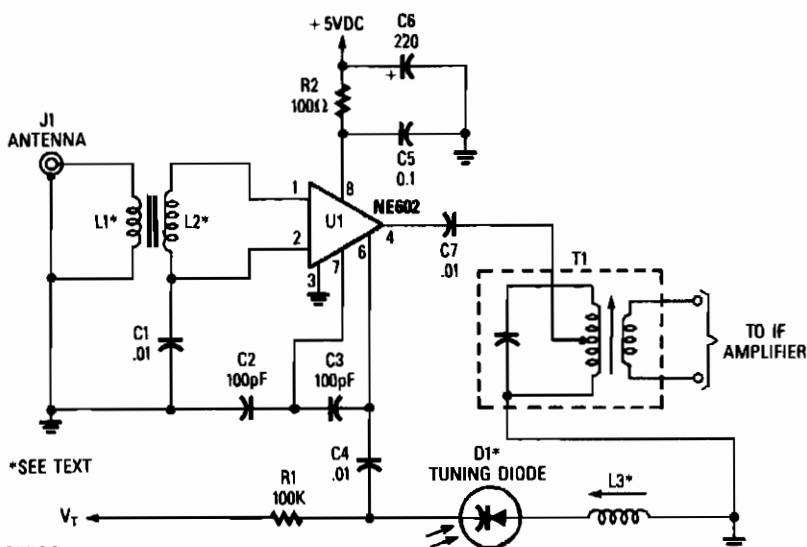 +5VDC
C6
220
+
R2
100Ω
J1
ANTENNA
C5
0.1
1
8
NE602
L1*
L2*
U1
4
2
6
7
3
C7
.01
T1
C1
.01
C2
100pF
C3
100pF
TO IF
AMPLIFIER
*SEE TEXT
C4
.01
D1*
TUNING DIODE
L3*
R1
100K
VT